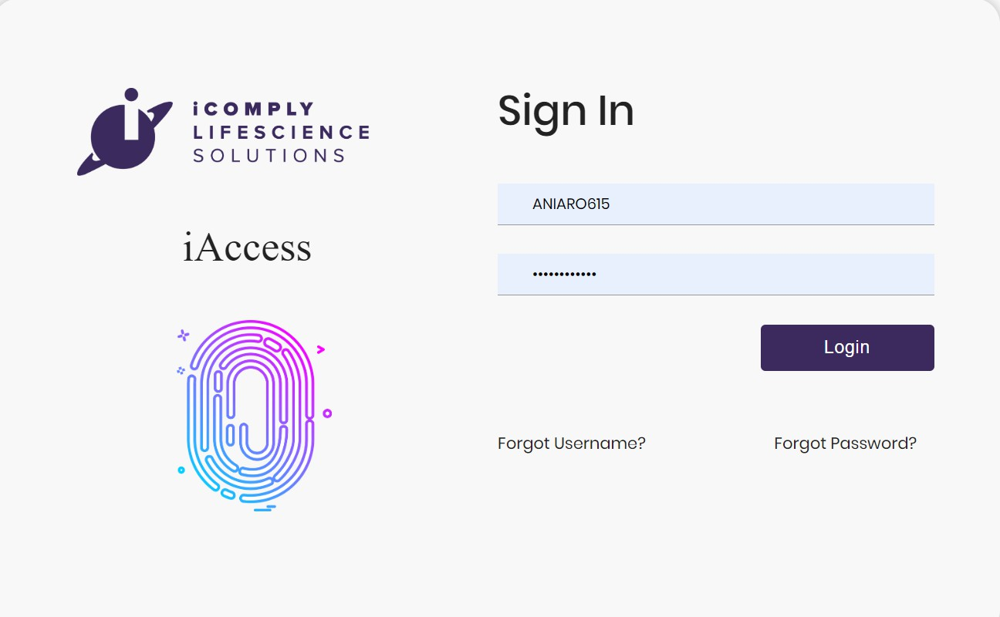 iCOMPLY
LIFESCIENCE
SOLUTIONS
iAccess
Sign In
ANIARO615
••••••••••••
Login
Forgot Username?
Forgot Password?